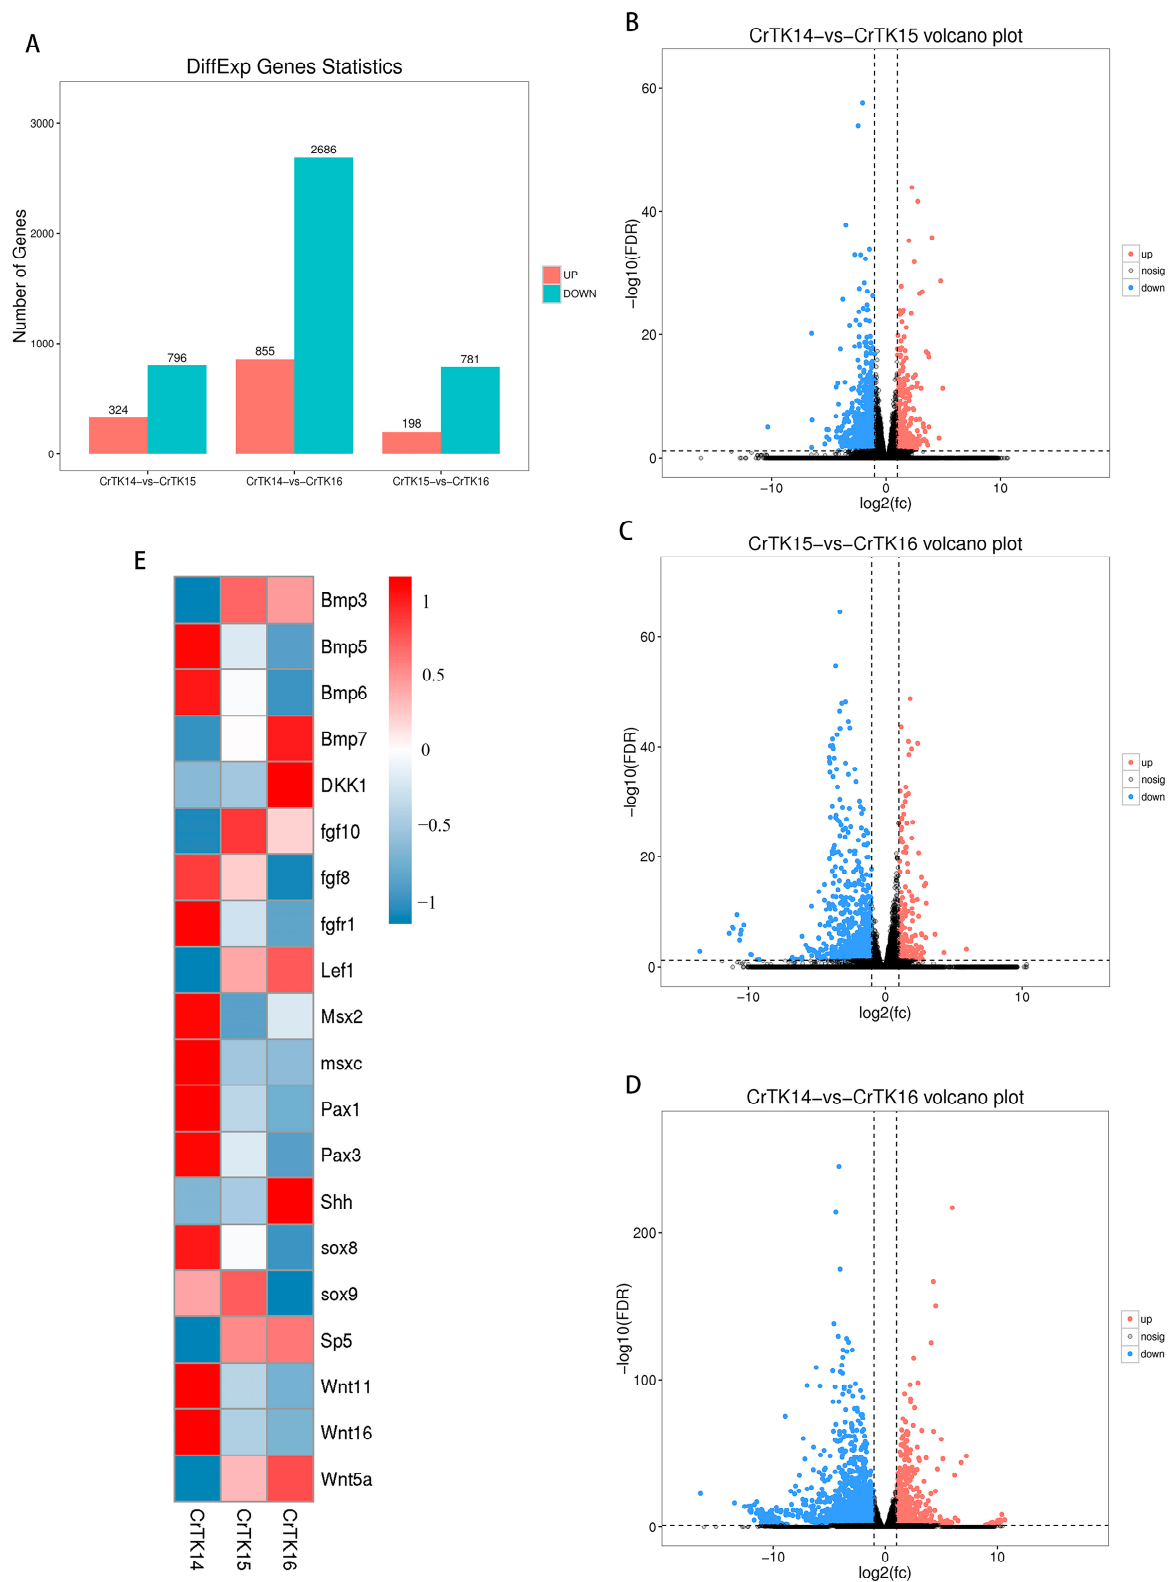 A
DiffExp Genes Statistics
Number of Genes
3000
2000
1000
0
324
796
855
2686
198
781
CrTK14-vs-CrTK15
CrTK14-vs-CrTK16
CrTK15-vs-CrTK16
UP
DOWN
B
CrTK14-vs-CrTK15 volcano plot
-log10(FDR)
60
40
20
0
-10
0
10
log2(fc)
up
nosig
down
C
CrTK15-vs-CrTK16 volcano plot
-log10(FDR)
60
40
20
0
-10
0
10
log2(fc)
up
nosig
down
D
CrTK14-vs-CrTK16 volcano plot
-log10(FDR)
200
100
0
-10
0
10
log2(fc)
up
nosig
down
E
Bmp3
Bmp5
Bmp6
Bmp7
DKK1
fgf10
fgf8
fgfr1
Lef1
Msx2
msxc
Pax1
Pax3
Shh
sox8
sox9
Sp5
Wnt11
Wnt16
Wnt5a
1
0.5
0
-0.5
-1
CrTK14
CrTK15
CrTK16